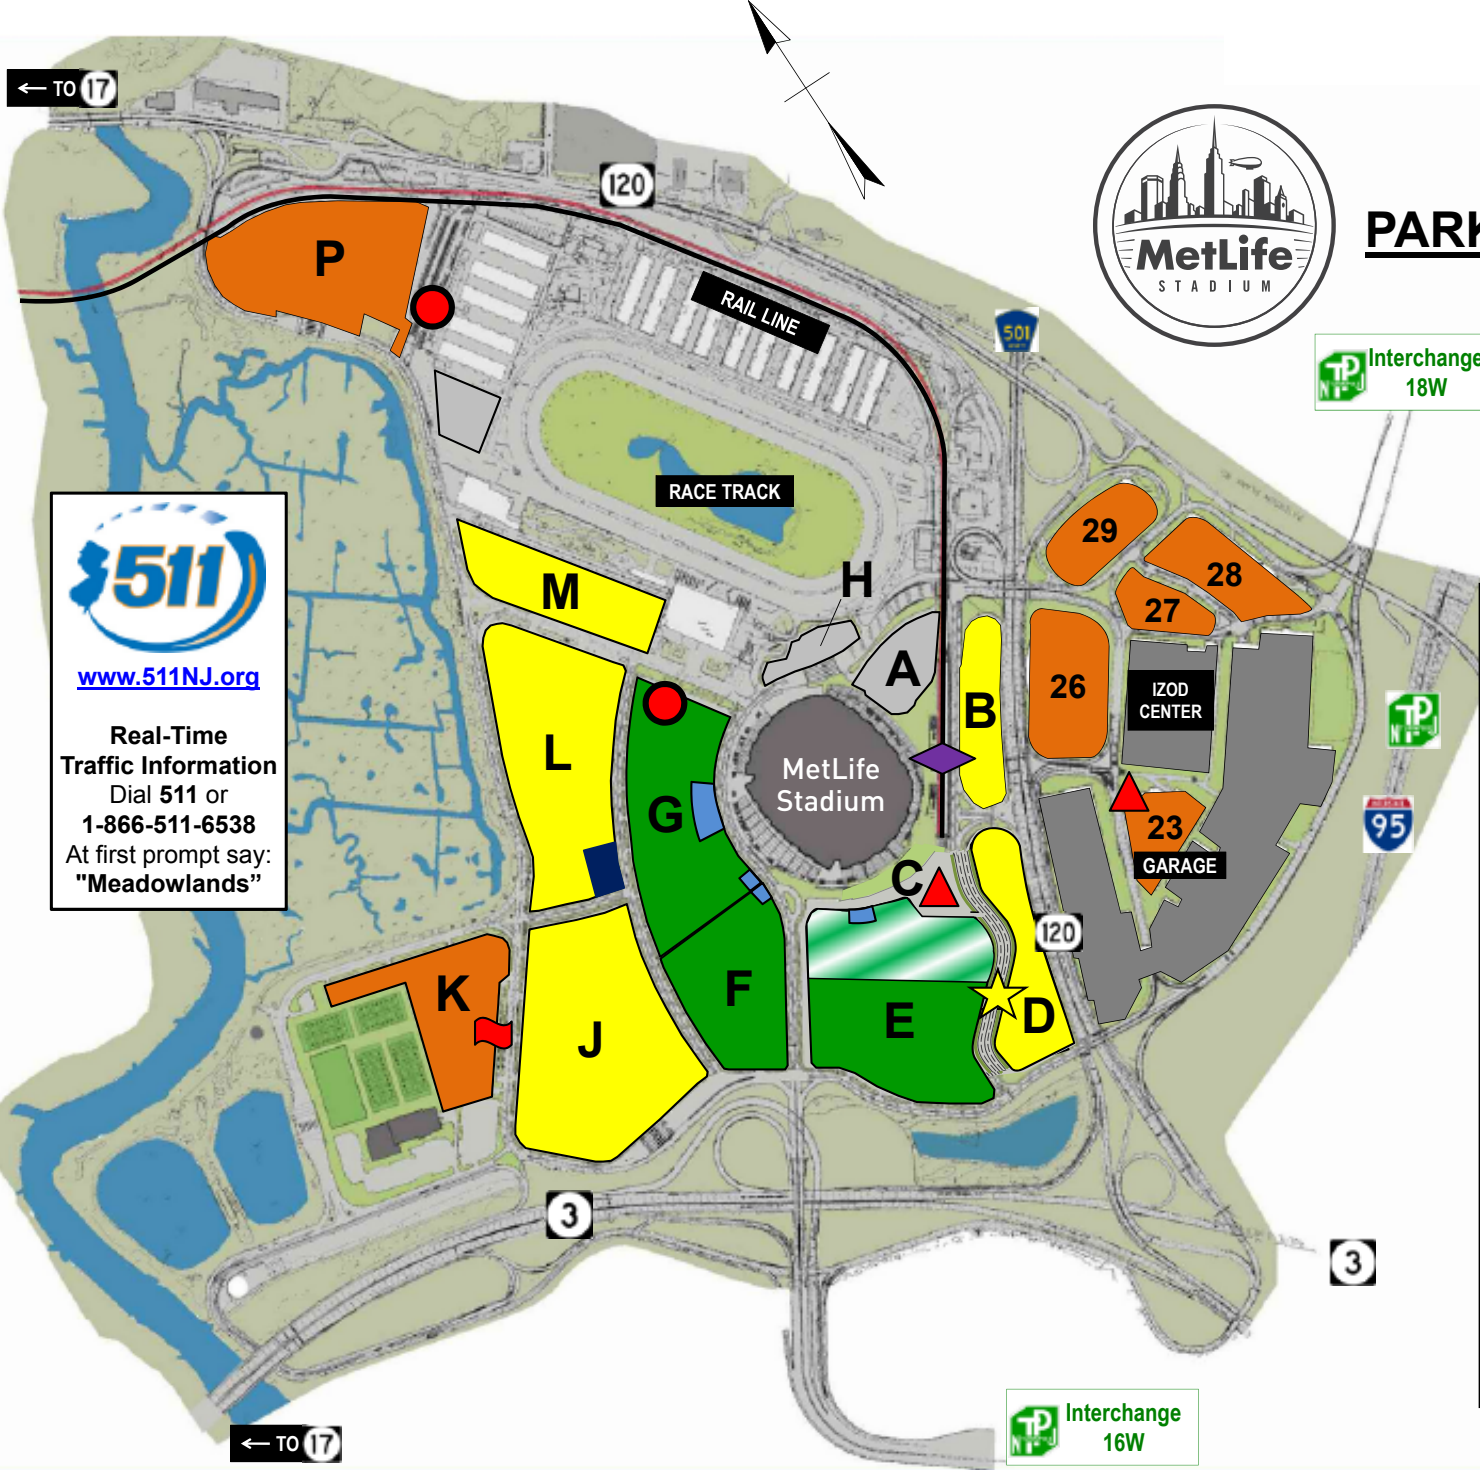 ← TO 17
120
MetLife
STADIUM
PARK
RAIL LINE
501
Interchange
18W
P
RACE TRACK
29
28
27
H
M
A
511
www.511NJ.org
Real-Time
Traffic Information
Dial 511 or
1-866-511-6538
At first prompt say:
"Meadowlands”
L
B
26
IZOD
CENTER
MetLife
Stadium
G
23
GARAGE
95
C
120
K
F
E
D
J
3
3
← TO 17
Interchange
16W